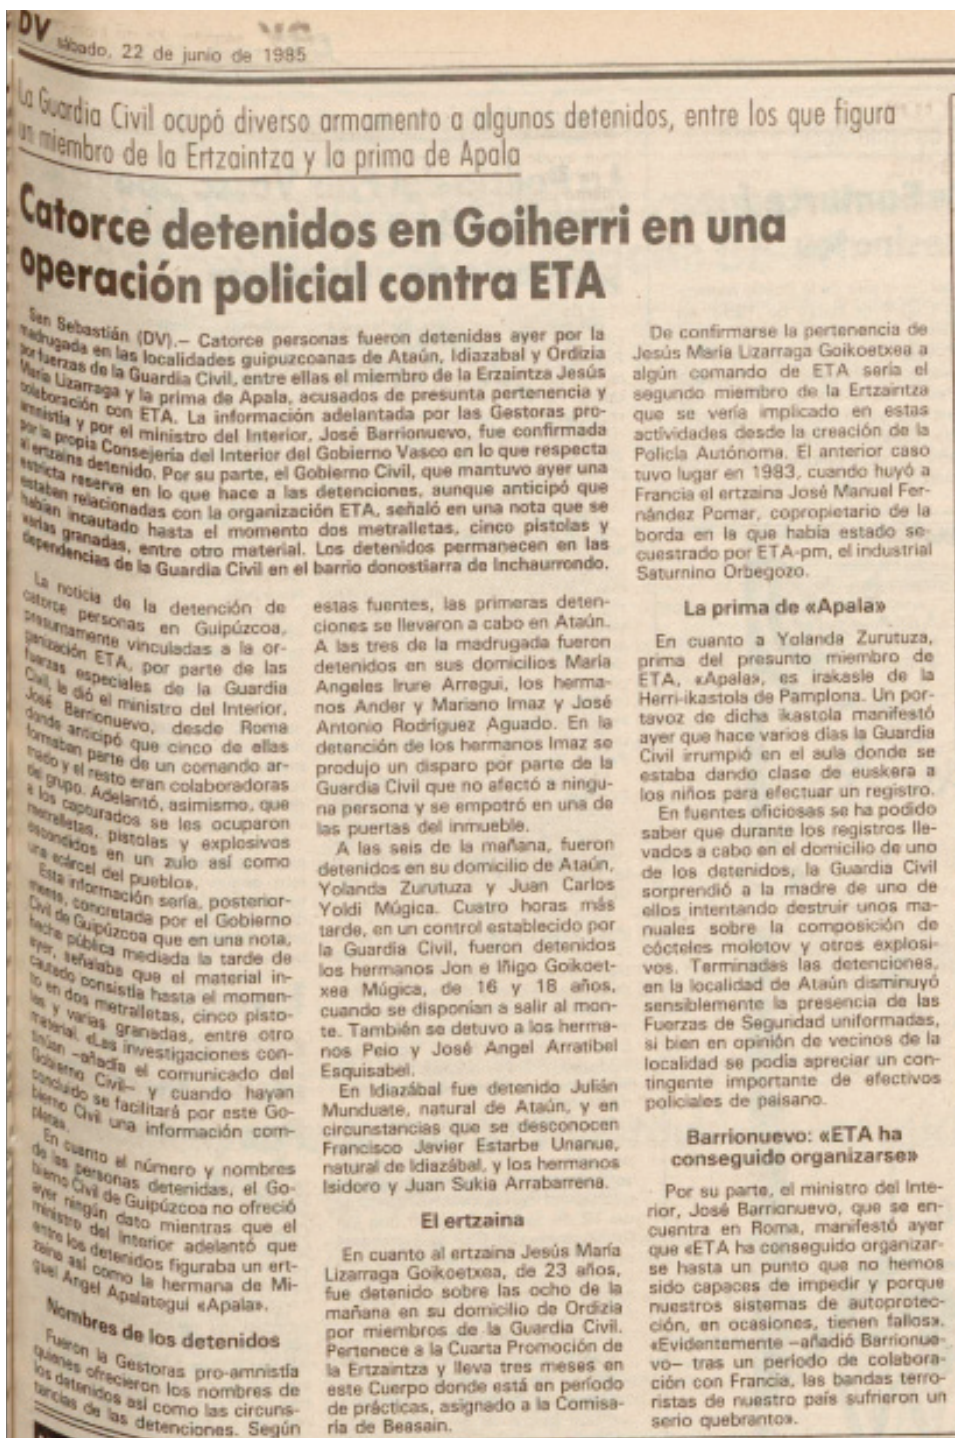 DV sábado, 22 de junio de 1985
La Guardia Civil ocupó diverso armamento a algunos detenidos, entre los que figura
un miembro de la Ertzaintza y la prima de Apala
Catorce detenidos en Goiherri en una
operación policial contra ETA
San Sebastián (DV).— Catorce personas fueron detenidas ayer por la
madrugada en las localidades guipuzcoanas de Ataún, Idiazabal y Ordizia
por fuerzas de la Guardia Civil, entre ellas el miembro de la Erzaintza Jesús
María Lizarraga y la prima de Apala, acusados de presunta pertenencia y
colaboración con ETA. La información adelantada por las Gestoras pro-
amnistía y por el ministro del Interior, José Barrionuevo, fue confirmada
por la propia Consejería del Interior del Gobierno Vasco en lo que respecta
al ertzaina detenido. Por su parte, el Gobierno Civil, que mantuvo ayer una
estricta reserva en lo que hace a las detenciones, aunque anticipó que
estaban relacionadas con la organización ETA, señaló en una nota que se
habían incautado hasta el momento dos metralletas, cinco pistolas y
varias granadas, entre otro material. Los detenidos permanecen en las
dependencias de la Guardia Civil en el barrio donostiarra de Inchaurrondo.
La noticia de la detención de
catorce personas en Guipúzcoa,
presuntamente vinculadas a la or-
ganización ETA, por parte de las
fuerzas especiales de la Guardia
Civil, la dió el ministro del Interior,
José Barrionuevo, desde Roma
donde anticipó que cinco de ellas
formaban parte de un comando ar-
mado y el resto eran colaboradoras
del grupo. Adelantó, asimismo, que
a los capturados se les ocuparon
metralletas, pistolas y explosivos
escondidos en un zulo así como
una «cárcel del pueblo».
Esta información sería, posterior-
mente, concretada por el Gobierno
Civil de Guipúzcoa que en una nota,
hecha pública mediada la tarde de
ayer, señalaba que el material in-
cautado consistía hasta el momen-
to en dos metralletas, cinco pisto-
las y varias granadas, entre otro
material. «Las investigaciones con-
tinúan —añadía el comunicado del
Gobierno Civil— y cuando hayan
concluido se facilitará por este Go-
bierno Civil una información com-
pleta».
En cuanto al número y nombres
de las personas detenidas, el Go-
bierno Civil de Guipúzcoa no ofreció
ayer ningún dato mientras que el
ministro del Interior adelantó que
entre los detenidos figuraba un ert-
zaina así como la hermana de Mi-
guel Angel Apalategui «Apala».
Nombres de los detenidos
Fueron la Gestoras pro-amnistía
quienes ofrecieron los nombres de
los detenidos así como las circuns-
tancias de las detenciones. Según
estas fuentes, las primeras deten-
ciones se llevaron a cabo en Ataún.
A las tres de la madrugada fueron
detenidos en sus domicilios María
Angeles Irure Arregui, los herma-
nos Ander y Mariano Imaz y José
Antonio Rodríguez Aguado. En la
detención de los hermanos Imaz se
produjo un disparo por parte de la
Guardia Civil que no afectó a ningu-
na persona y se empotró en una de
las puertas del inmueble.
A las seis de la mañana, fueron
detenidos en su domicilio de Ataún,
Yolanda Zurutuza y Juan Carlos
Yoldi Múgica. Cuatro horas más
tarde, en un control establecido por
la Guardia Civil, fueron detenidos
los hermanos Jon e Iñigo Goikoet-
xea Múgica, de 16 y 18 años,
cuando se disponían a salir al mon-
te. También se detuvo a los herma-
nos Peio y José Angel Arratibel
Esquisabel.
En Idiazábal fue detenido Julián
Munduate, natural de Ataún, y en
circunstancias que se desconocen
Francisco Javier Estarbe Unanue,
natural de Idiazábal, y los hermanos
Isidoro y Juan Sukia Arrabarrena.
El ertzaina
En cuanto al ertzaina Jesús María
Lizarraga Goikoetxea, de 23 años,
fue detenido sobre las ocho de la
mañana en su domicilio de Ordizia
por miembros de la Guardia Civil.
Pertenece a la Cuarta Promoción de
la Ertzaintza y lleva tres meses en
este Cuerpo donde está en período
de prácticas, asignado a la Comisa-
ría de Beasain.
De confirmarse la pertenencia de
Jesús María Lizarraga Goikoetxea a
algún comando de ETA sería el
segundo miembro de la Ertzaintza
que se vería implicado en estas
actividades desde la creación de la
Policía Autónoma. El anterior caso
tuvo lugar en 1983, cuando huyó a
Francia el ertzaina José Manuel Fer-
nández Pomar, copropietario de la
borda en la que había estado se-
cuestrado por ETA-pm, el industrial
Saturnino Orbegozo.
La prima de «Apala»
En cuanto a Yolanda Zurutuza,
prima del presunto miembro de
ETA, «Apala», es irakasle de la
Herri-ikastola de Pamplona. Un por-
tavoz de dicha ikastola manifestó
ayer que hace varios días la Guardia
Civil irrumpió en el aula donde se
estaba dando clase de euskera a
los niños para efectuar un registro.
En fuentes oficiosas se ha podido
saber que durante los registros lle-
vados a cabo en el domicilio de uno
de los detenidos, la Guardia Civil
sorprendió a la madre de uno de
ellos intentando destruir unos ma-
nuales sobre la composición de
cócteles molotov y otros explosi-
vos. Terminadas las detenciones,
en la localidad de Ataún disminuyó
sensiblemente la presencia de las
Fuerzas de Seguridad uniformadas,
si bien en opinión de vecinos de la
localidad se podía apreciar un con-
tingente importante de efectivos
policiales de paisano.
Barrionuevo: «ETA ha
conseguido organizarse»
Por su parte, el ministro del Inte-
rior, José Barrionuevo, que se en-
cuentra en Roma, manifestó ayer
que «ETA ha conseguido organizar-
se hasta un punto que no hemos
sido capaces de impedir y porque
nuestros sistemas de autoprotec-
ción, en ocasiones, tienen fallos».
«Evidentemente —añadió Barrionue-
vo— tras un período de colabora-
ción con Francia, las bandas terro-
ristas de nuestro país sufrieron un
serio quebranto».